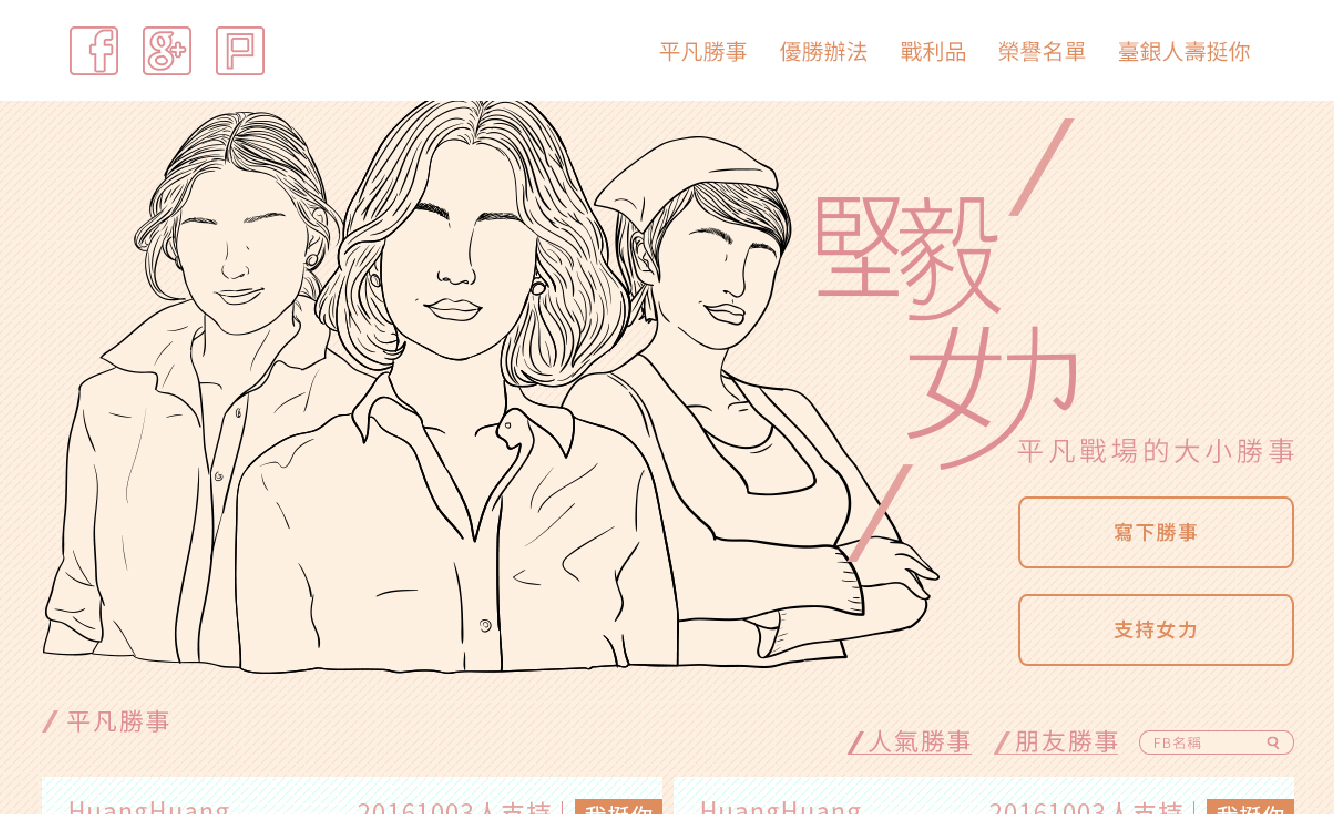 平凡勝事 優勝辦法 戰利品 榮譽名單 臺銀人壽挺你
堅毅
女力
平凡戰場的大小勝事
寫下勝事
支持女力
平凡勝事
人氣勝事 朋友勝事 FB名稱
HuangHuang 20161003人支持 | 我挺你 HuangHuang 20161003人支持 | 我挺你